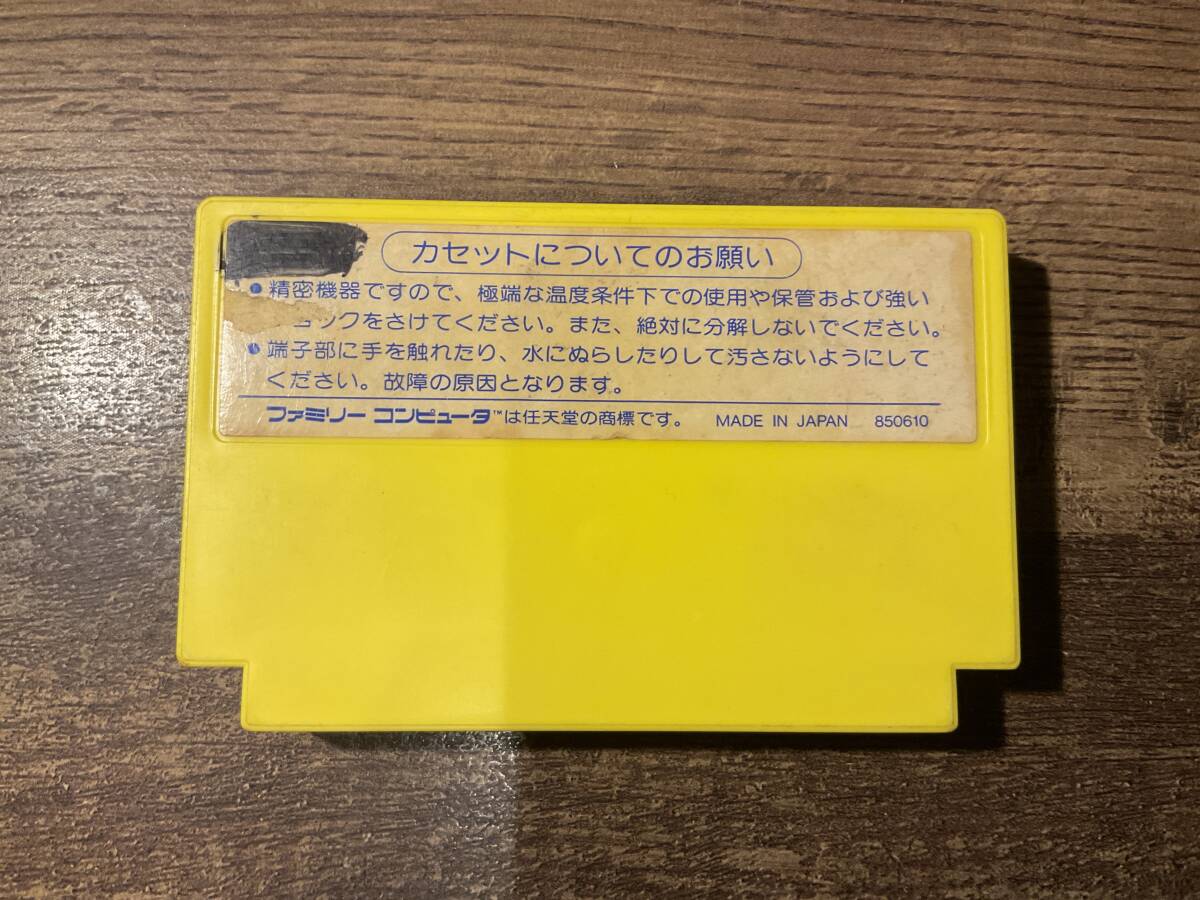 カセットについてのお願い
●精密機器ですので、極端な温度条件下での使用や保管および強い
ョックをさけてください。また、絶対に分解しないでください。
●端子部に手を触れたり、水にぬらしたりして汚さないようにして
ください。故障の原因となります。
ファミリー コンピュータ™は任天堂の商標です。 MADE IN JAPAN 850610